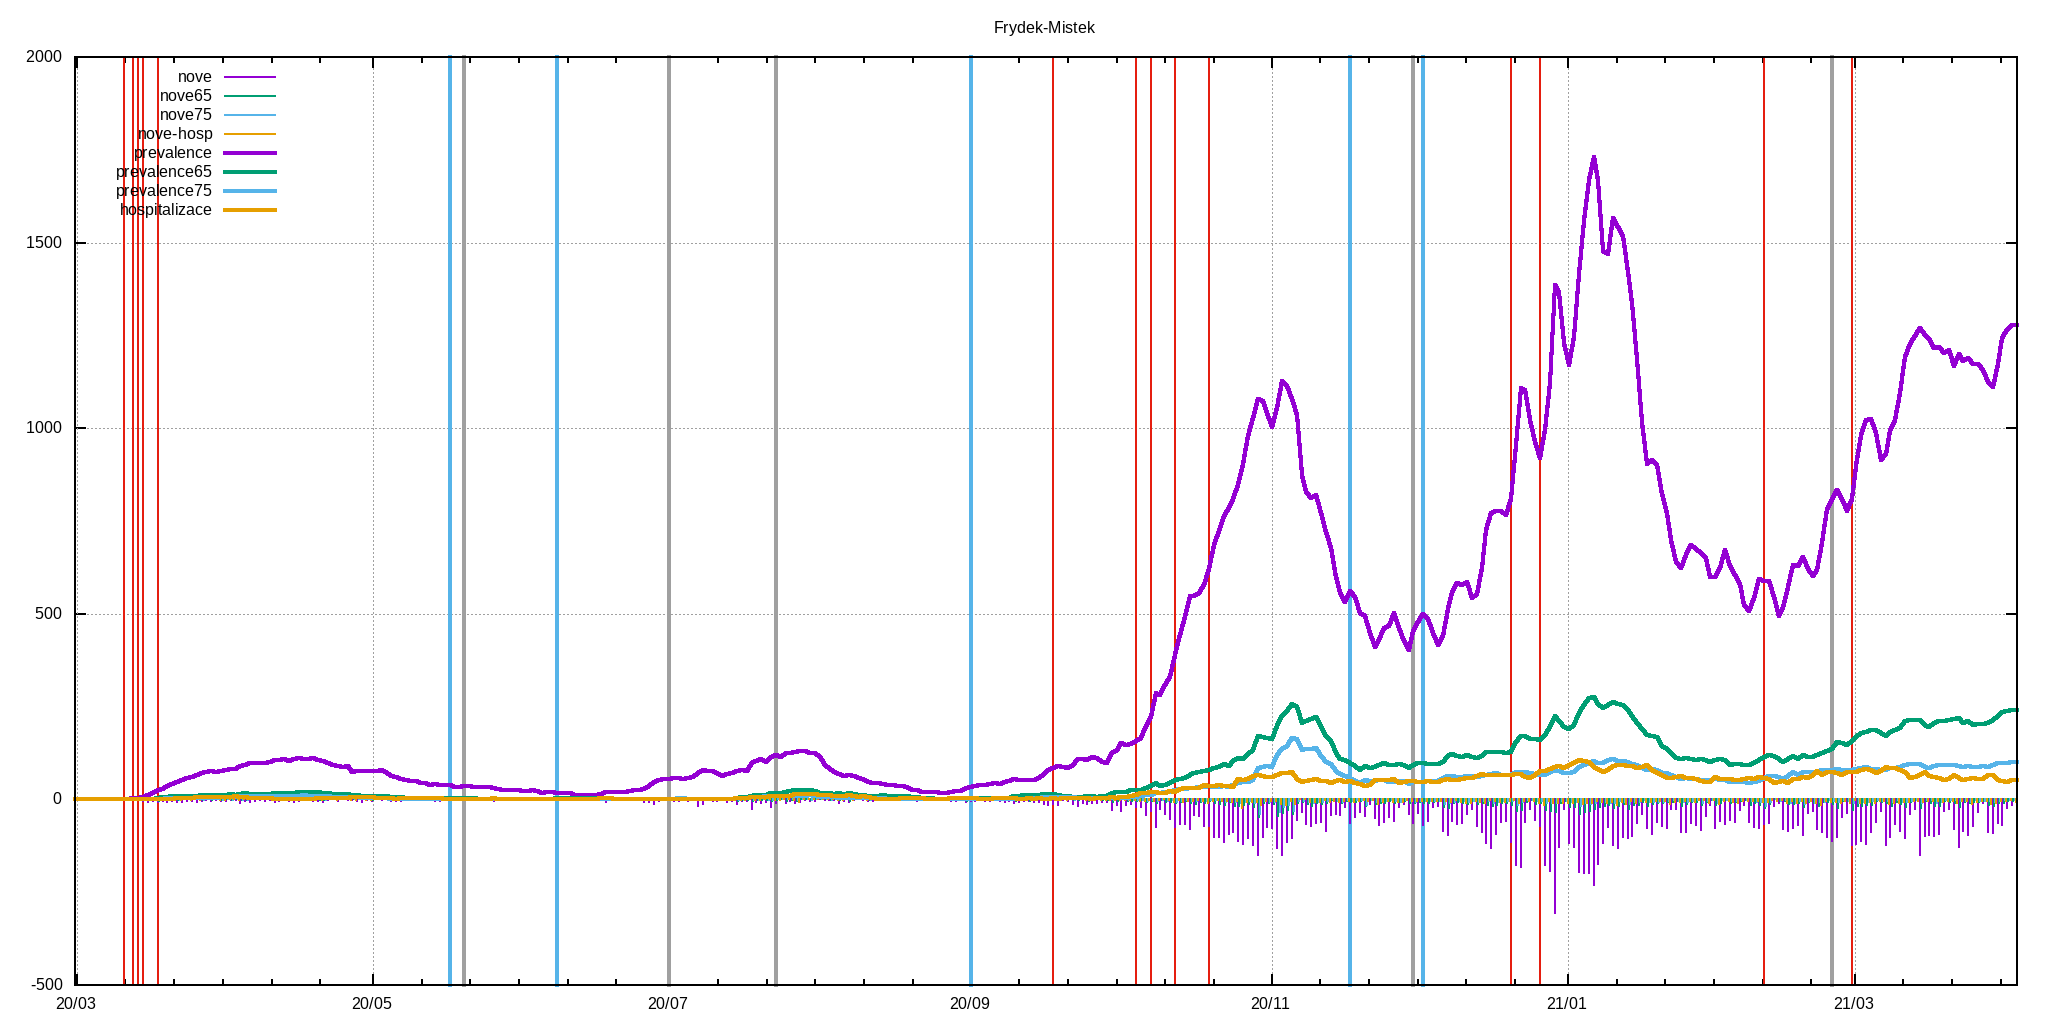 Frydek-Mistek
2000
1500
1000
500
0
-500
nove
nove65
nove75
nove-hosp
prevalence
prevalence65
prevalence75
hospitalizace
20/03 20/05 20/07 20/09 20/11 21/01 21/03